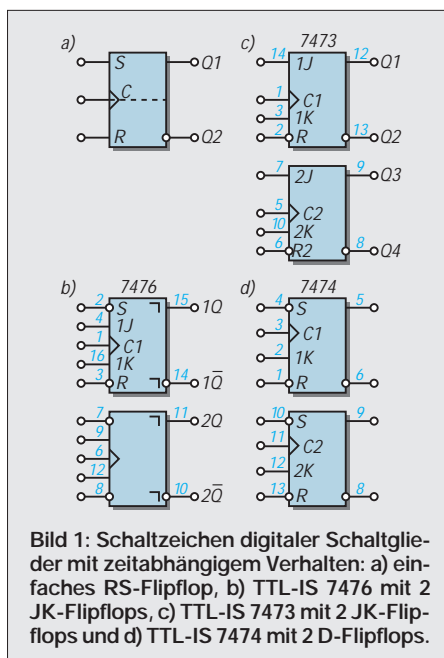 a)
S
Q1
C
R
Q2
c)
7473
14
1J
12
Q1
1
C1
3
1K
2
R
13
Q2
7
2J
9
Q3
5
C2
10
2K
6
R2
8
Q4
b)
7476
2
S
15
1Q
4
1J
1
C1
16
1K
3
R
14
1Q̅
7
11
2Q
9
6
12
8
10
2Q̅
d)
7474
4
S
5
3
C1
2
1K
1
R
6
10
S
9
11
C2
12
2K
13
R
8
Bild 1: Schaltzeichen digitaler Schaltglie-
der mit zeitabhängigem Verhalten: a) ein-
faches RS-Flipflop, b) TTL-IS 7476 mit 2
JK-Flipflops, c) TTL-IS 7473 mit 2 JK-Flip-
flops und d) TTL-IS 7474 mit 2 D-Flipflops.